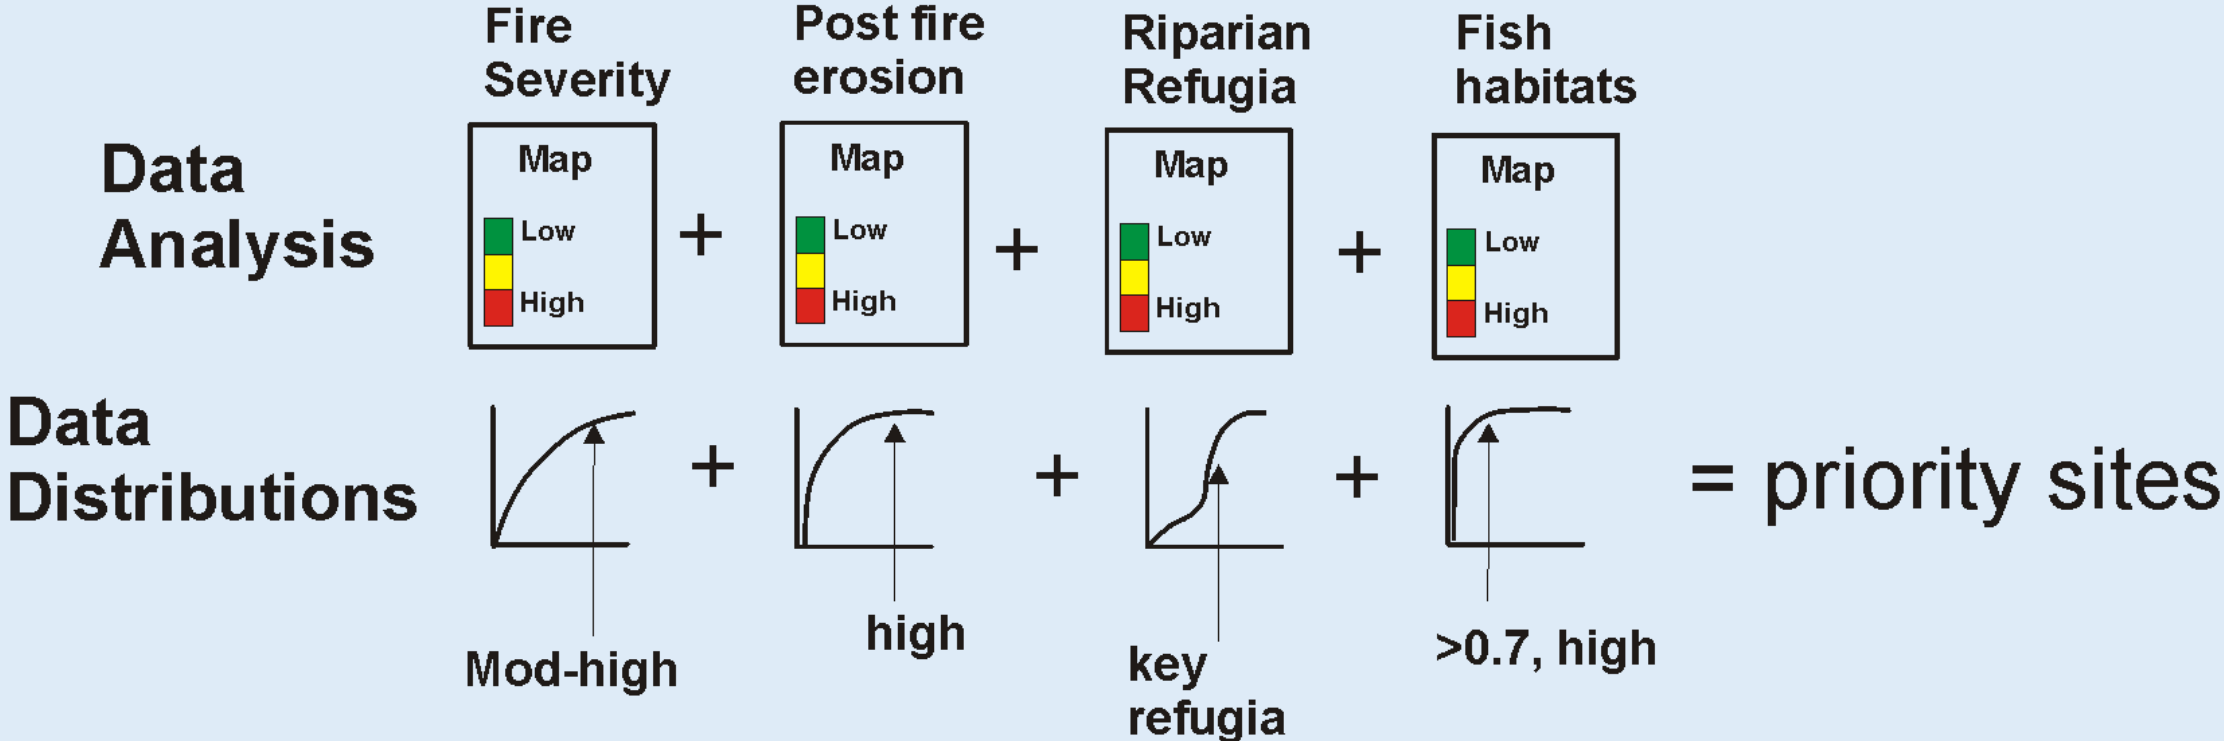 Fire
Severity
Post fire
erosion
Riparian
Refugia
Fish
habitats
Data
Analysis
Map
Low
High
+
Map
Low
High
+
Map
Low
High
+
Map
Low
High
Data
Distributions
+
+
+
= priority sites
Mod-high
high
key
refugia
>0.7, high